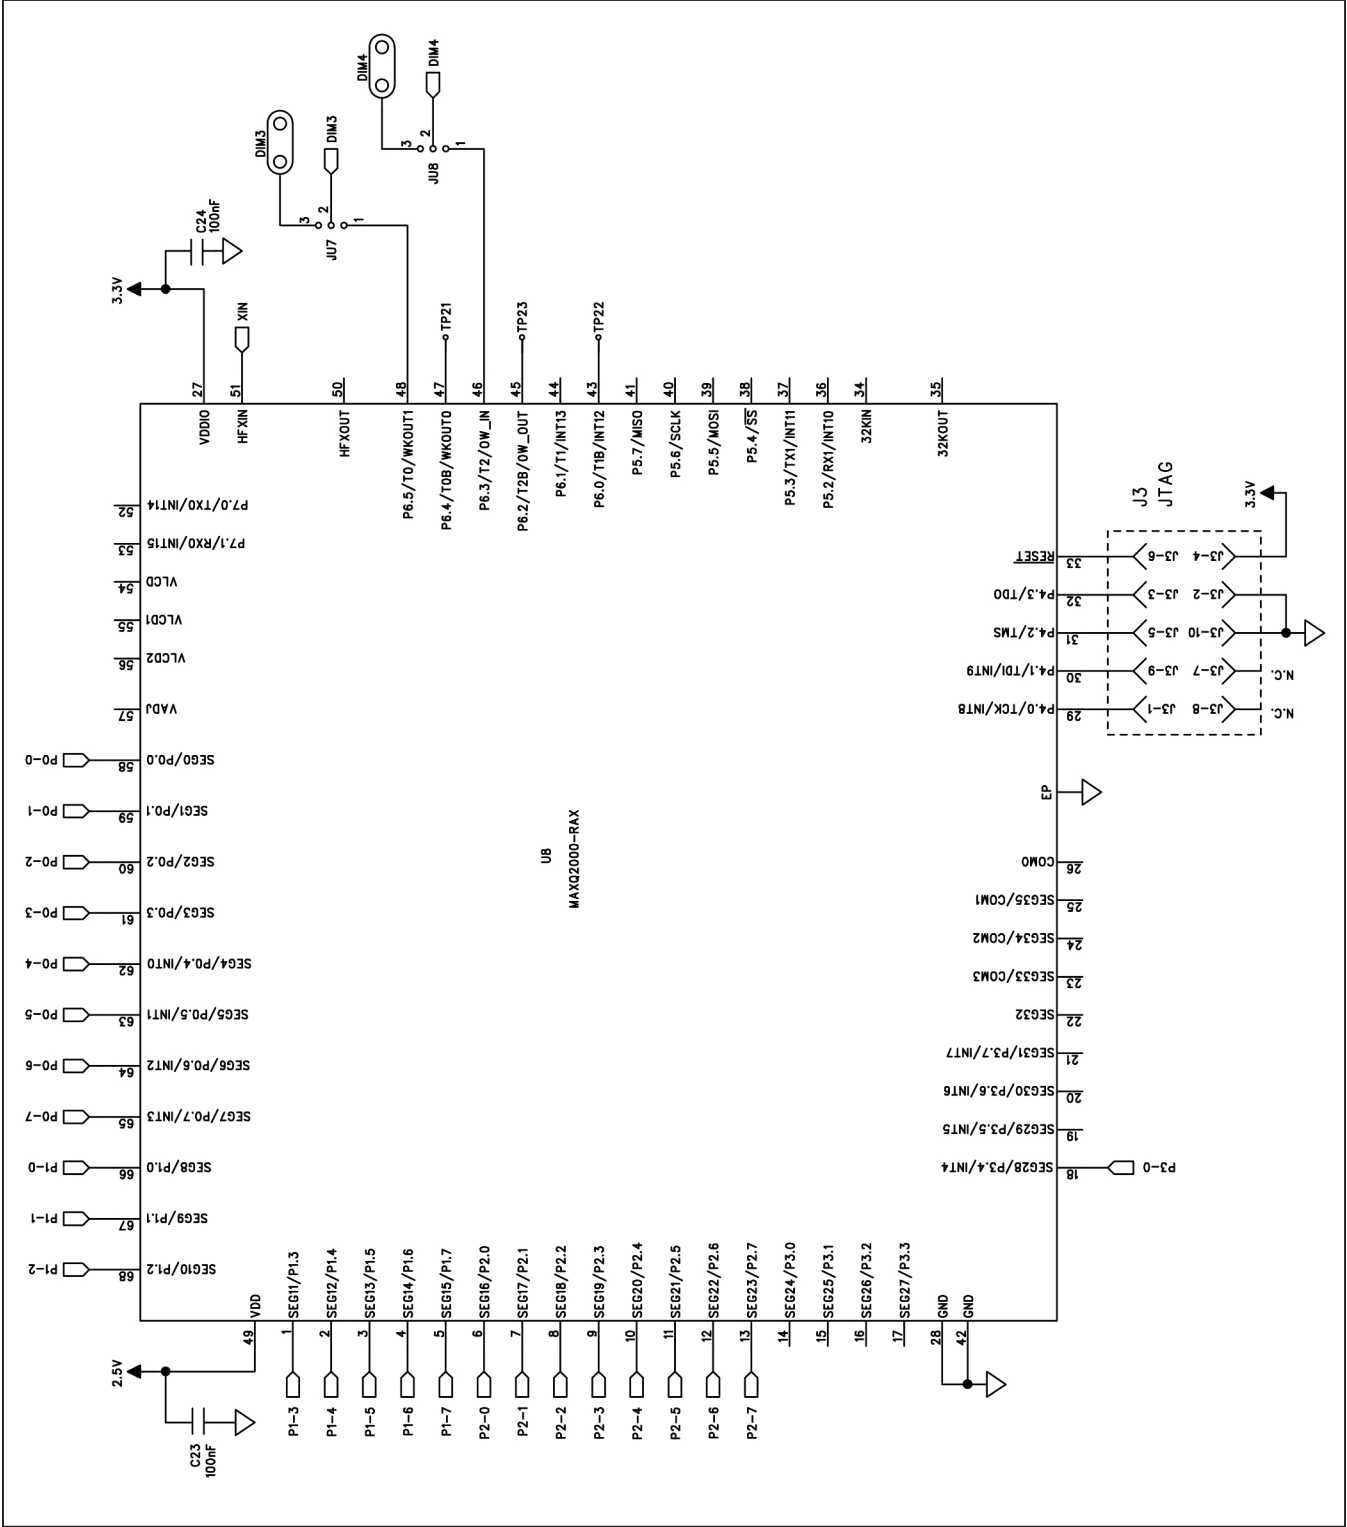 DIM4
DIM4
3
2
1
JU8
DIM3
DIM3
3
2
1
JU7
C24
100nF
3.3V
XIN
TP21
TP23
TP22
27
51
50
48
47
46
45
44
43
41
40
39
38
37
36
34
35
VDDIO
HFXIN
HFXOUT
P6.5/T0/WKOUT1
P6.4/T0B/WKOUT0
P6.3/T2/OW_IN
P6.2/T2B/OW_OUT
P6.1/T1/INT13
P6.0/T1B/INT12
P5.7/MISO
P5.6/SCLK
P5.5/MOSI
P5.4/SS
P5.3/TX1/INT11
P5.2/RX1/INT10
32KIN
32KOUT
52 P7.0/TX0/INT14
53 P7.1/RX0/INT15
54 VLCD
55 VLCD1
56 VLCD2
57 VADJ
P0-0 58 SEG0/P0.0
P0-1 59 SEG1/P0.1
P0-2 60 SEG2/P0.2
P0-3 61 SEG3/P0.3
P0-4 62 SEG4/P0.4/INT0
P0-5 63 SEG5/P0.5/INT1
P0-6 64 SEG6/P0.6/INT2
P0-7 65 SEG7/P0.7/INT3
P1-0 66 SEG8/P1.0
P1-1 67 SEG9/P1.1
P1-2 68 SEG10/P1.2
U8
MAXQ2000-RAX
J3
JTAG
3.3V
RESET 33 J3-6 J3-4
P4.3/TDO 32 J3-3 J3-2
P4.2/TMS 31 J3-5 J3-10
P4.1/TDI/INT9 30 J3-9 J3-7 N.C.
P4.0/TCK/INT8 29 J3-1 J3-8 N.C.
EP
COM0 26
SEG35/COM1 25
SEG34/COM2 24
SEG33/COM3 23
SEG32 22
SEG31/P3.7/INT7 21
SEG30/P3.6/INT6 20
SEG29/P3.5/INT5 19
SEG28/P3.4/INT4 18 P3-0
VDD
SEG11/P1.3
SEG12/P1.4
SEG13/P1.5
SEG14/P1.6
SEG15/P1.7
SEG16/P2.0
SEG17/P2.1
SEG18/P2.2
SEG19/P2.3
SEG20/P2.4
SEG21/P2.5
SEG22/P2.6
SEG23/P2.7
SEG24/P3.0
SEG25/P3.1
SEG26/P3.2
SEG27/P3.3
GND
GND
49
1
2
3
4
5
6
7
8
9
10
11
12
13
14
15
16
17
28
42
2.5V
C23
100nF
P1-3
P1-4
P1-5
P1-6
P1-7
P2-0
P2-1
P2-2
P2-3
P2-4
P2-5
P2-6
P2-7